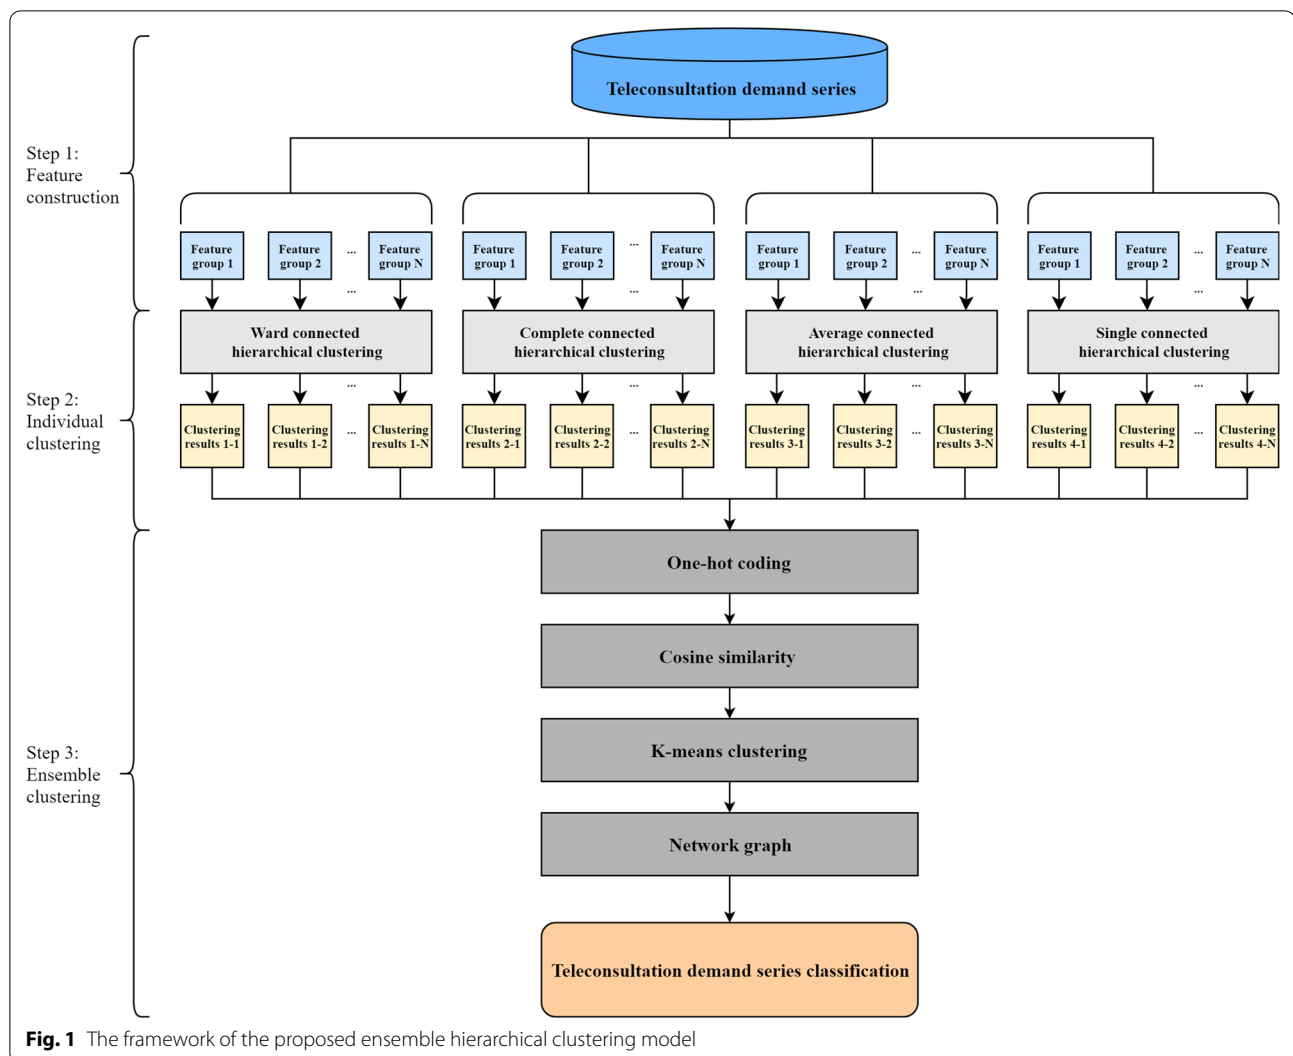 Teleconsultation demand series
Step 1:
Feature
construction
Feature
group 1
Feature
group 2
...
Feature
group N
Feature
group 1
Feature
group 2
...
Feature
group N
Feature
group 1
Feature
group 2
...
Feature
group N
Feature
group 1
Feature
group 2
...
Feature
group N
...
...
...
...
Step 2:
Individual
clustering
Ward connected
hierarchical clustering
Complete connected
hierarchical clustering
Average connected
hierarchical clustering
Single connected
hierarchical clustering
...
...
...
...
Clustering
results 1-1
Clustering
results 1-2
...
Clustering
results 1-N
Clustering
results 2-1
Clustering
results 2-2
...
Clustering
results 2-N
Clustering
results 3-1
Clustering
results 3-2
...
Clustering
results 3-N
Clustering
results 4-1
Clustering
results 4-2
...
Clustering
results 4-N
Step 3:
Ensemble
clustering
One-hot coding
Cosine similarity
K-means clustering
Network graph
Teleconsultation demand series classification
Fig. 1 The framework of the proposed ensemble hierarchical clustering model